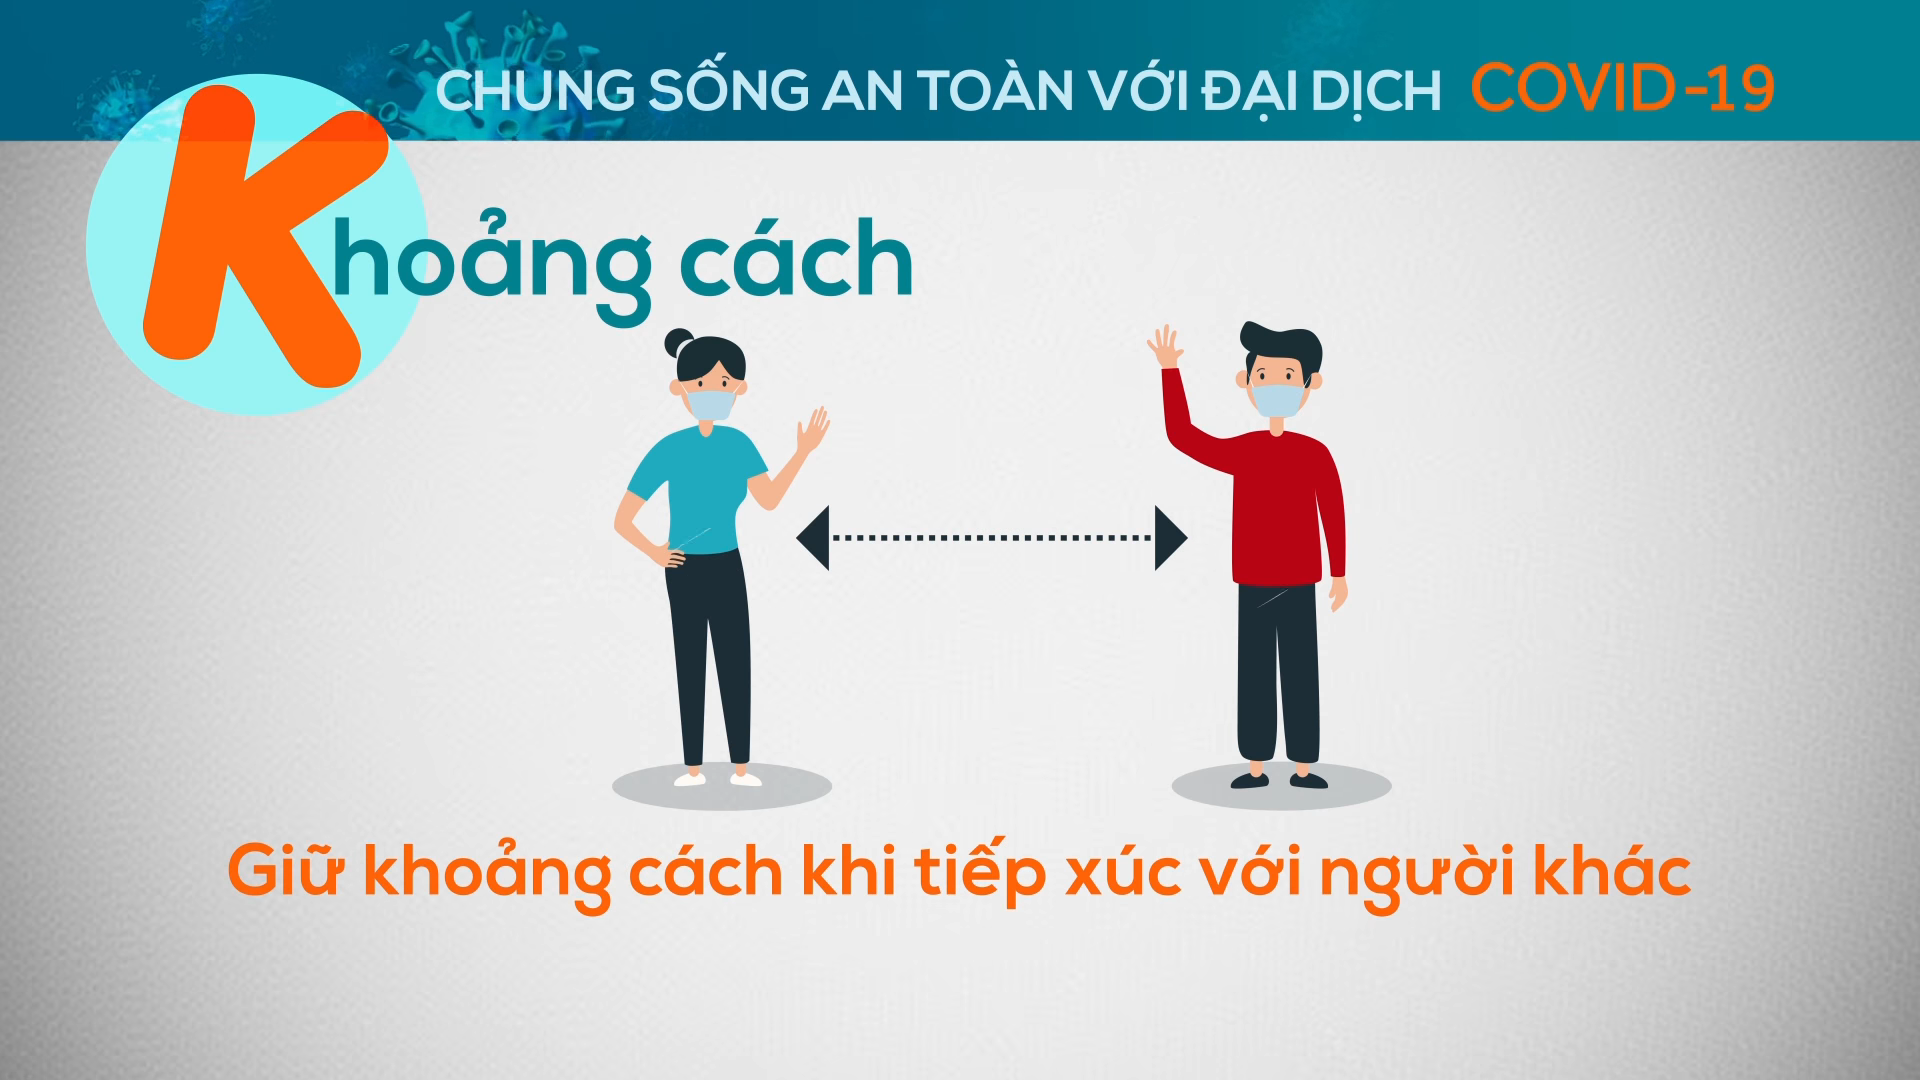 CHUNG SỐNG AN TOÀN VỚI ĐẠI DỊCH COVID-19
Khoảng cách
Giữ khoảng cách khi tiếp xúc với người khác